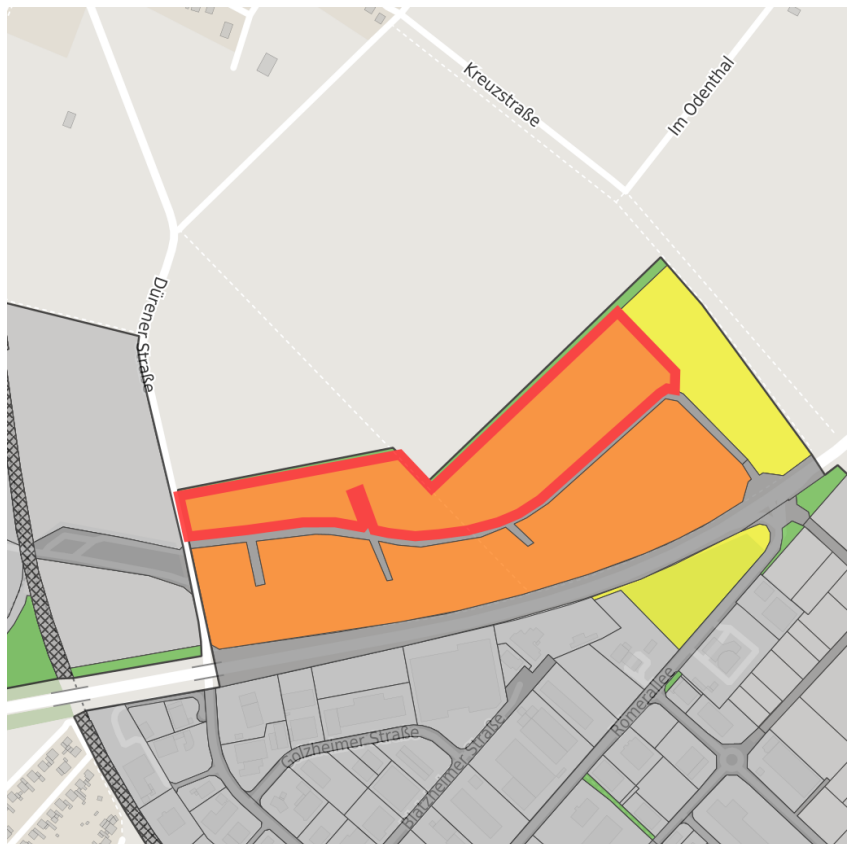 Kreuzstraße
Im Odenthal
Dürener Straße
Golzheimer Straße
Blatzheimer Straße
Römerallee